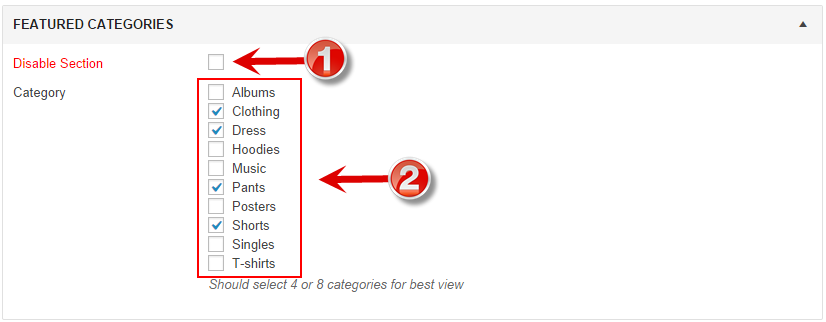 FEATURED CATEGORIES
Disable Section
1
Category
Albums
Clothing
Dress
Hoodies
Music
Pants
2
Posters
Shorts
Singles
T-shirts
Should select 4 or 8 categories for best view